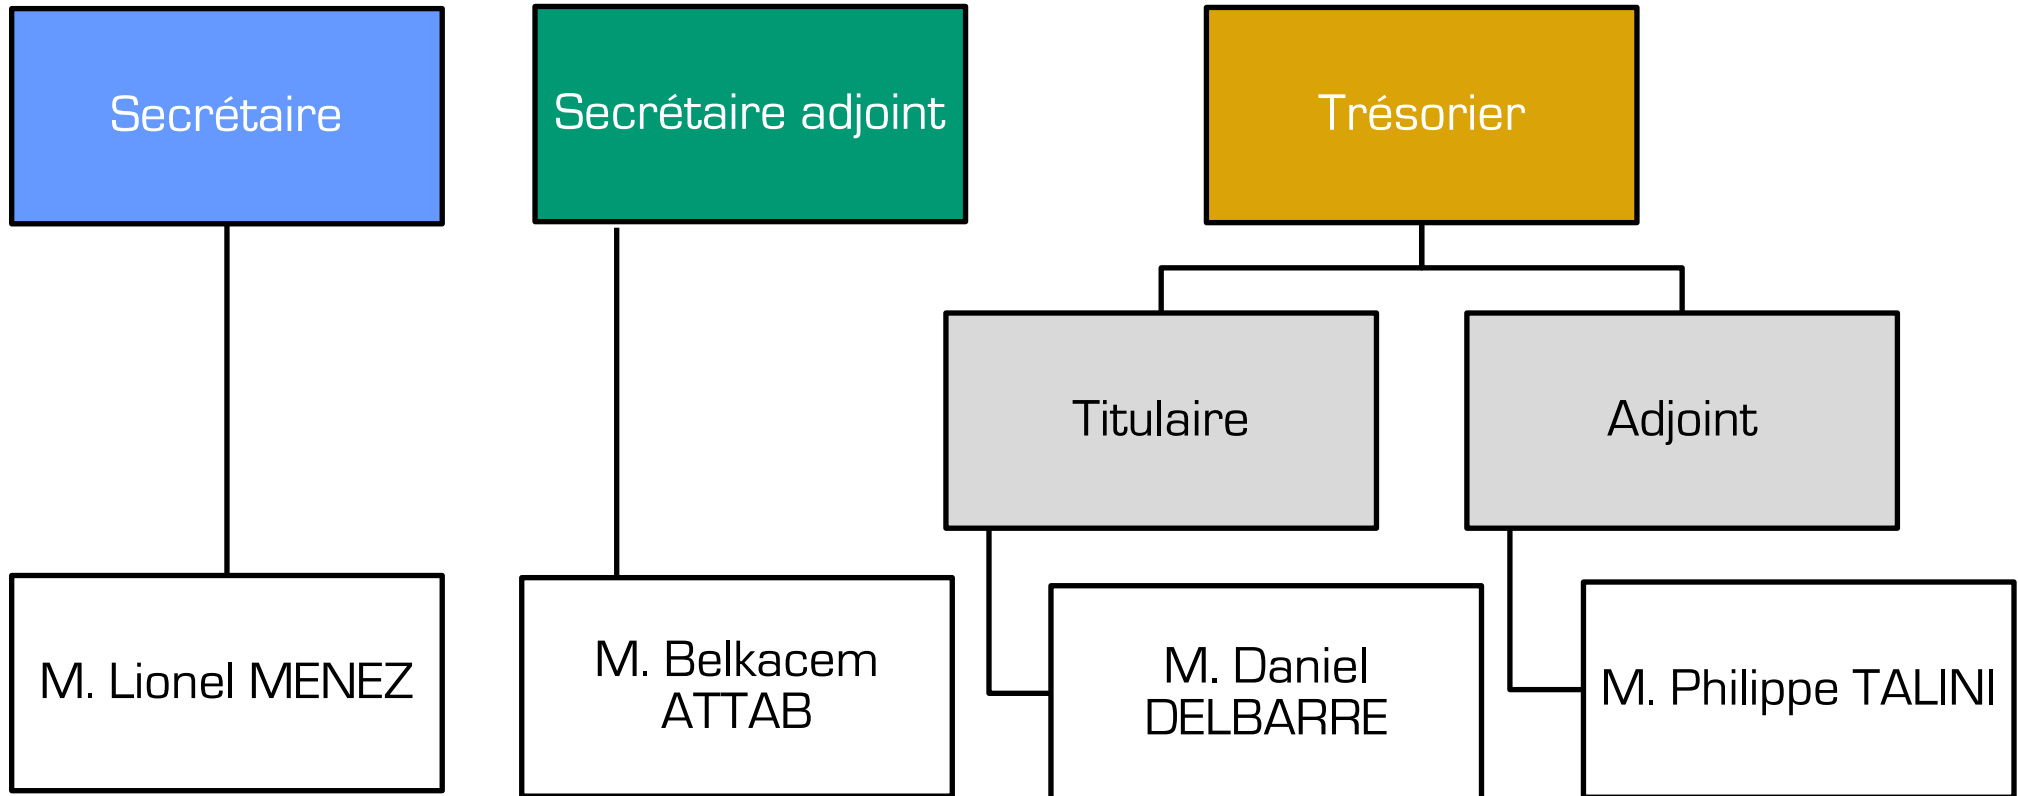 Secrétaire
Secrétaire adjoint
Trésorier
Titulaire
Adjoint
M. Lionel MENEZ
M. Belkacem
ATTAB
M. Daniel
DELBARRE
M. Philippe TALINI